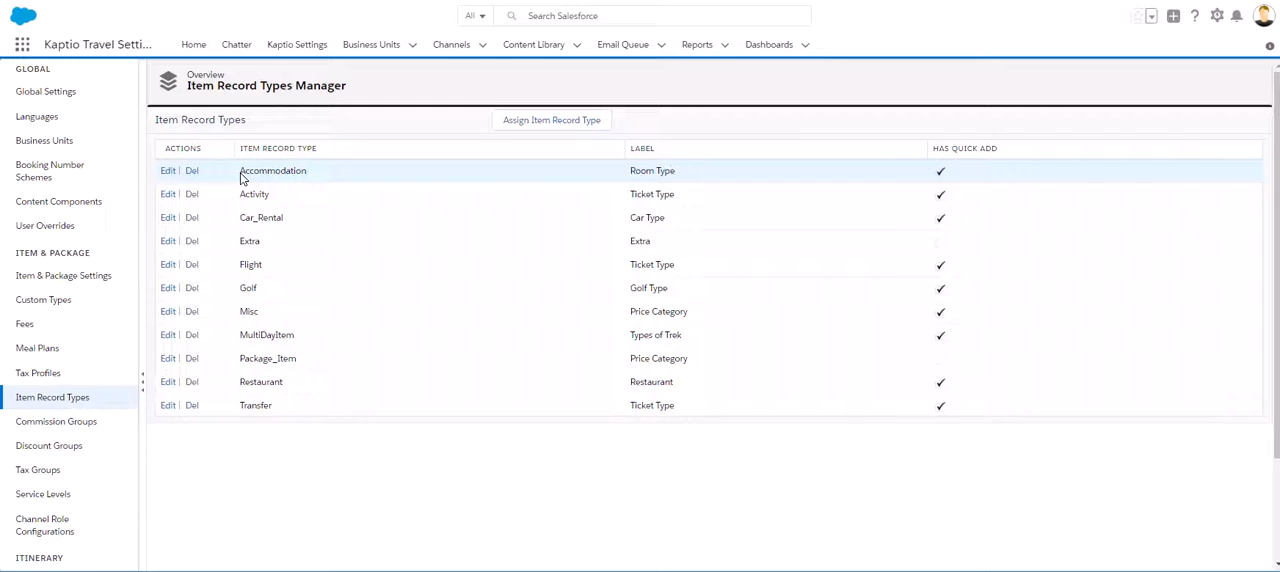 All
Search Salesforce
Kaptio Travel Setti... Home Chatter Kaptio Settings Business Units Channels Content Library Email Queue Reports Dashboards
GLOBAL
Global Settings
Languages
Business Units
Booking Number
Schemes
Content Components
User Overrides
ITEM & PACKAGE
Item & Package Settings
Custom Types
Fees
Meal Plans
Tax Profiles
Item Record Types
Commission Groups
Discount Groups
Tax Groups
Service Levels
Channel Role
Configurations
ITINERARY
Overview
Item Record Types Manager
Item Record Types Assign Item Record Type
ACTIONS ITEM RECORD TYPE LABEL HAS QUICK ADD
Edit | Del Accommodation Room Type ✓
Edit | Del Activity Ticket Type ✓
Edit | Del Car_Rental Car Type ✓
Edit | Del Extra Extra
Edit | Del Flight Ticket Type ✓
Edit | Del Golf Golf Type ✓
Edit | Del Misc Price Category ✓
Edit | Del MultiDayItem Types of Trek ✓
Edit | Del Package_Item Price Category
Edit | Del Restaurant Restaurant ✓
Edit | Del Transfer Ticket Type ✓